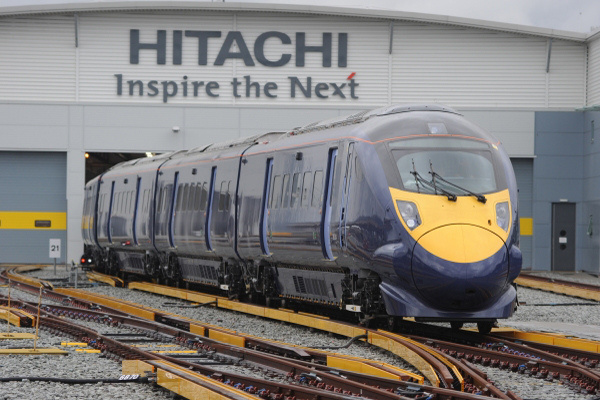 HITACHI
Inspire the Next
21